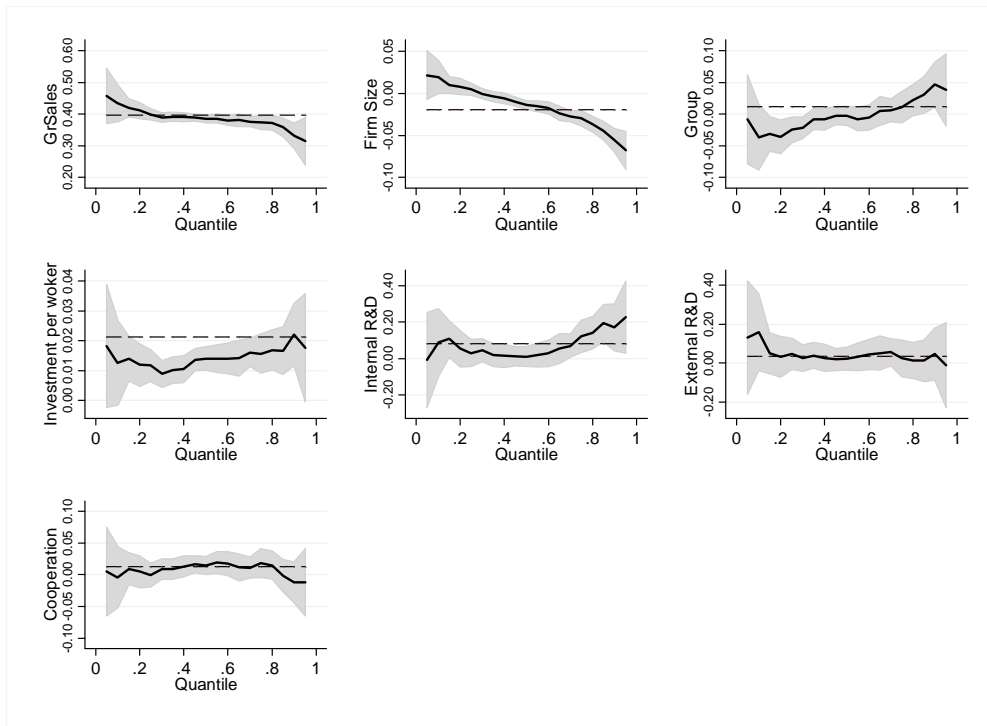 GrSales
0.20 0.30 0.40 0.50 0.60
0 .2 .4 .6 .8 1
Quantile
Firm Size
-0.10 -0.05 0.00 0.05
0 .2 .4 .6 .8 1
Quantile
Group
-0.10 -0.05 0.00 0.05 0.10
0 .2 .4 .6 .8 1
Quantile
Investment per woker
0.00 0.01 0.02 0.03 0.04
0 .2 .4 .6 .8 1
Quantile
Internal R&D
-0.20 0.00 0.20 0.40
0 .2 .4 .6 .8 1
Quantile
External R&D
-0.20 0.00 0.20 0.40
0 .2 .4 .6 .8 1
Quantile
Cooperation
-0.10 -0.05 0.00 0.05 0.10
0 .2 .4 .6 .8 1
Quantile